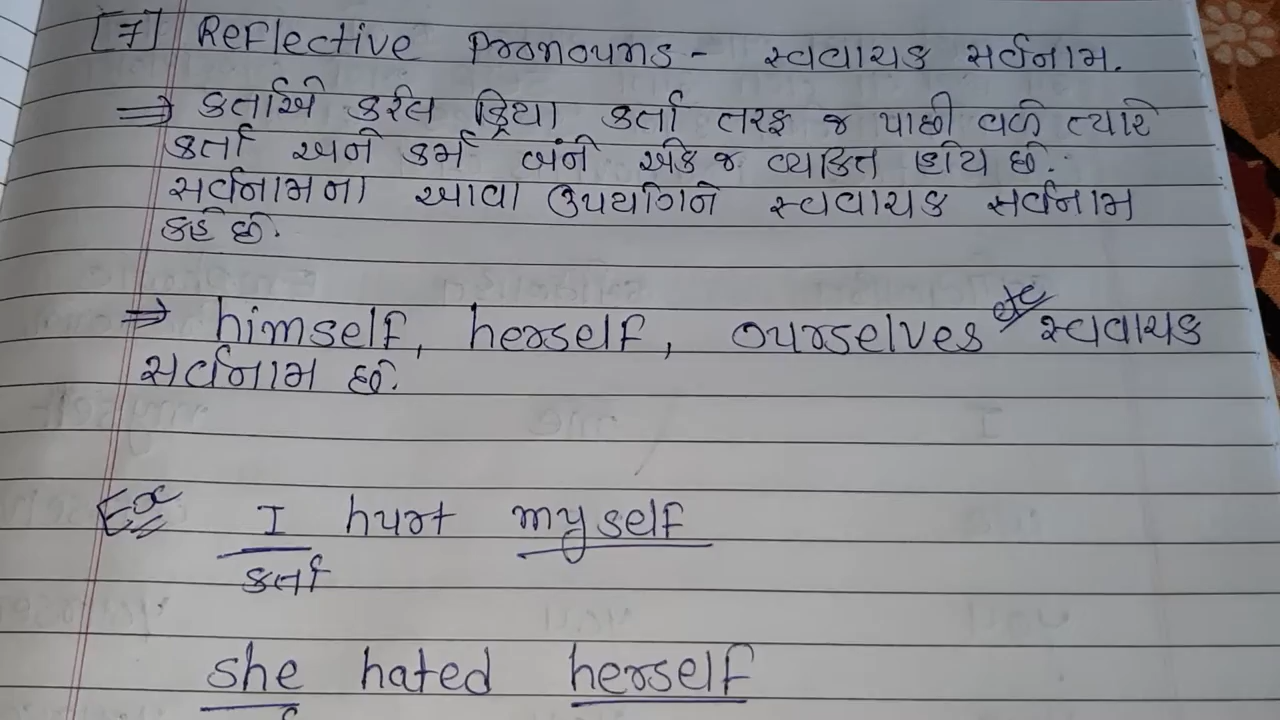 [7] Reflective Pronouns - સ્વવાચક સર્વનામ.
⇒ કર્તાએ કરેલ ક્રિયા કર્તા તરફ જ પાછી વળે ત્યારે
કર્તા અને કર્મ બંને એક જ વ્યકિત હોય છે.
સર્વનામના આવા ઉપયોગને સ્વવાચક સર્વનામ
કહે છે.
⇒ himself, herself, ourselves etc સ્વવાચક
સર્વનામ છે.
Ex I hurt myself
કર્તા
she hated herself